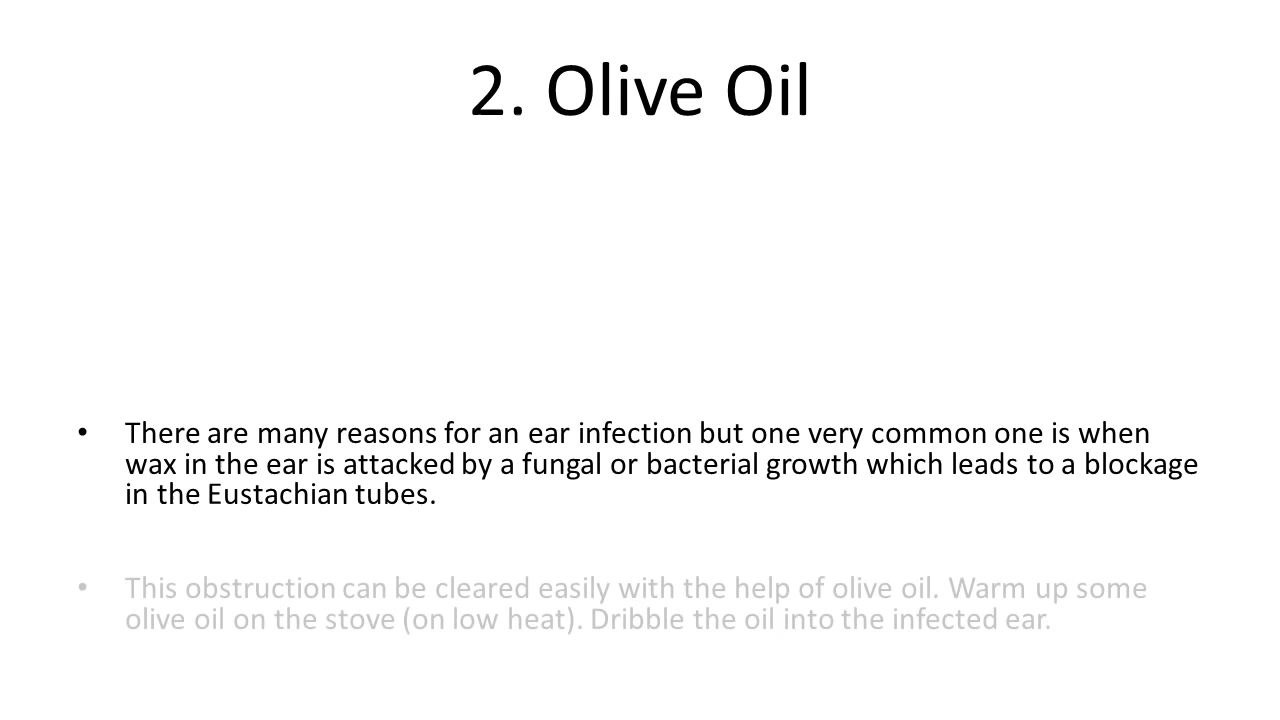 2. Olive Oil
• There are many reasons for an ear infection but one very common one is when
wax in the ear is attacked by a fungal or bacterial growth which leads to a blockage
in the Eustachian tubes.
• This obstruction can be cleared easily with the help of olive oil. Warm up some
olive oil on the stove (on low heat). Dribble the oil into the infected ear.